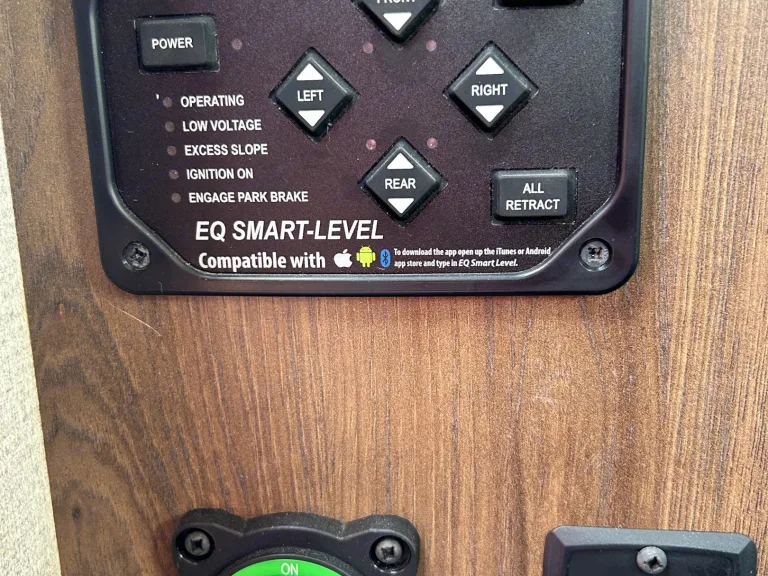 FRONT
POWER
LEFT
RIGHT
OPERATING
LOW VOLTAGE
EXCESS SLOPE
IGNITION ON
ENGAGE PARK BRAKE
REAR
ALL
RETRACT
EQ SMART-LEVEL
Compatible with
To download the app open up the iTunes or Android
app store and type in EQ Smart Level.
ON